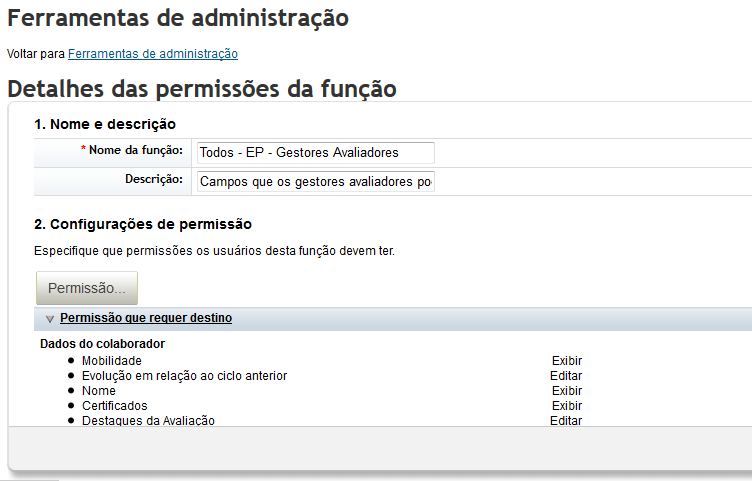 Ferramentas de administração
Voltar para Ferramentas de administração
Detalhes das permissões da função
1. Nome e descrição
* Nome da função: Todos - EP - Gestores Avaliadores
Descrição: Campos que os gestores avaliadores po
2. Configurações de permissão
Especifique que permissões os usuários desta função devem ter.
Permissão...
Permissão que requer destino
Dados do colaborador
Mobilidade Exibir
Evolução em relação ao ciclo anterior Editar
Nome Exibir
Certificados Exibir
Destaques da Avaliação Editar